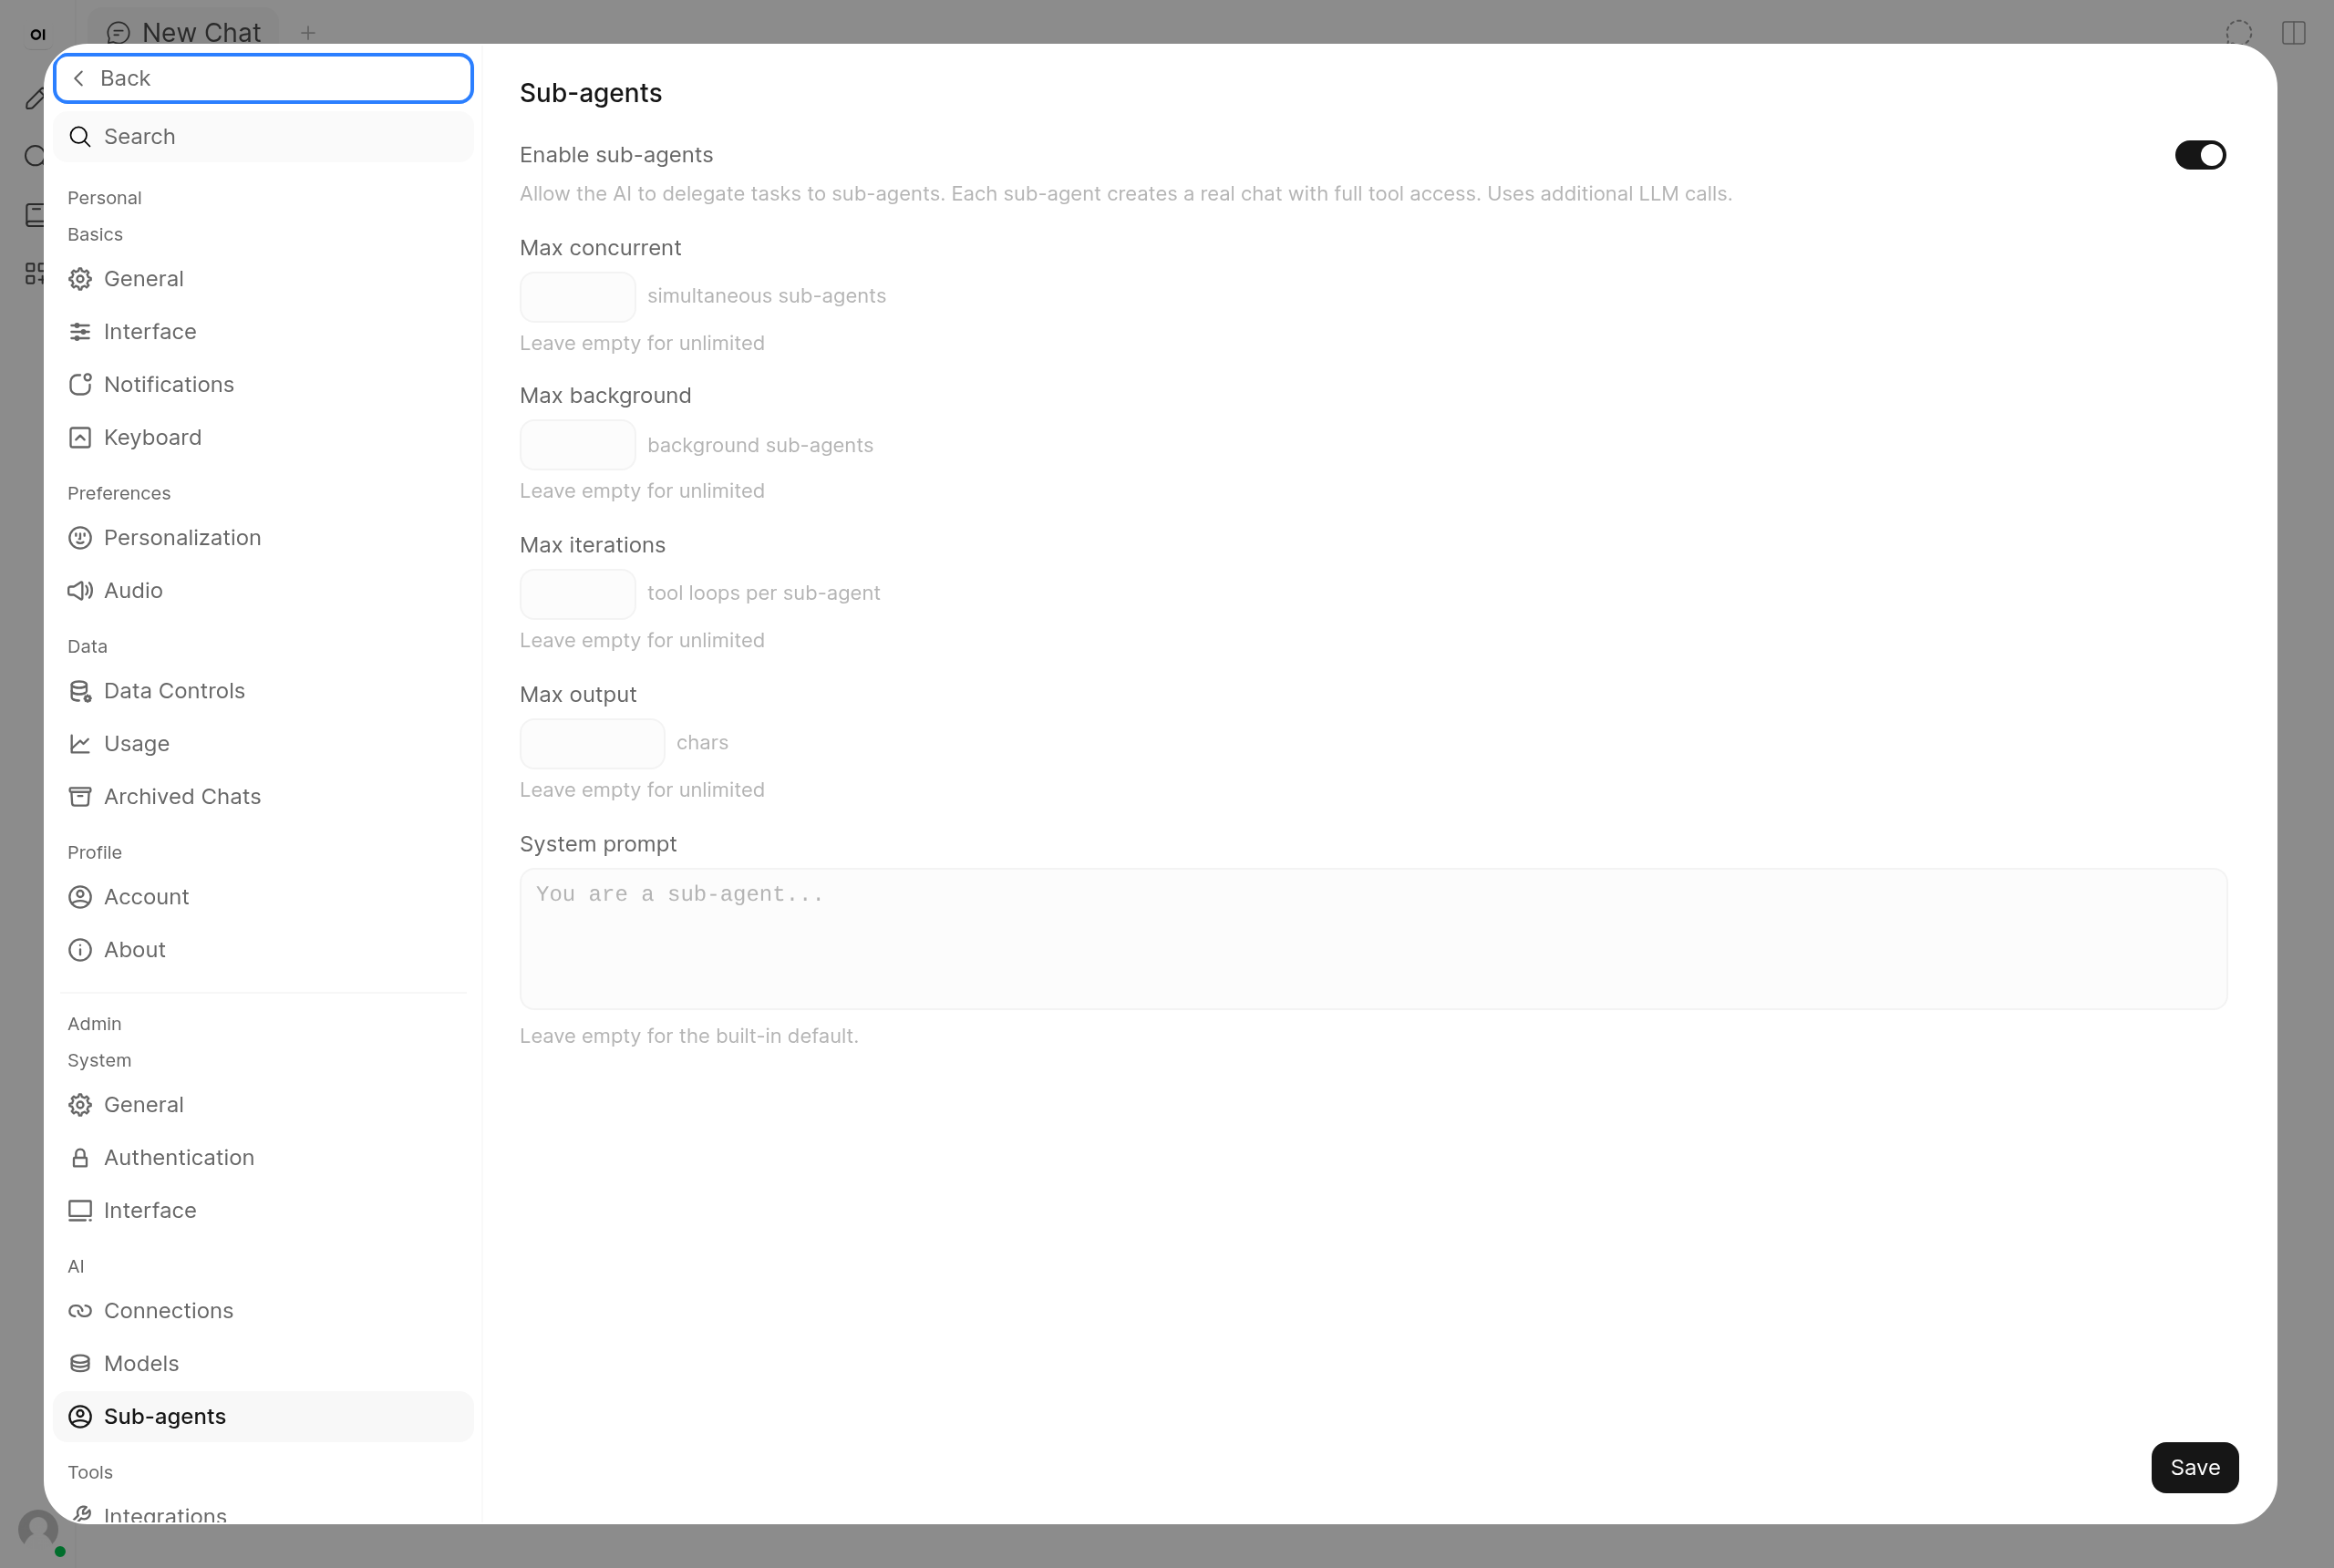 OI
New Chat
Back
Search
Personal
Basics
General
Interface
Notifications
Keyboard
Preferences
Personalization
Audio
Data
Data Controls
Usage
Archived Chats
Profile
Account
About
Admin
System
General
Authentication
Interface
AI
Connections
Models
Sub-agents
Tools
Integrations
Sub-agents
Enable sub-agents
Allow the AI to delegate tasks to sub-agents. Each sub-agent creates a real chat with full tool access. Uses additional LLM calls.
Max concurrent
simultaneous sub-agents
Leave empty for unlimited
Max background
background sub-agents
Leave empty for unlimited
Max iterations
tool loops per sub-agent
Leave empty for unlimited
Max output
chars
Leave empty for unlimited
System prompt
You are a sub-agent...
Leave empty for the built-in default.
Save